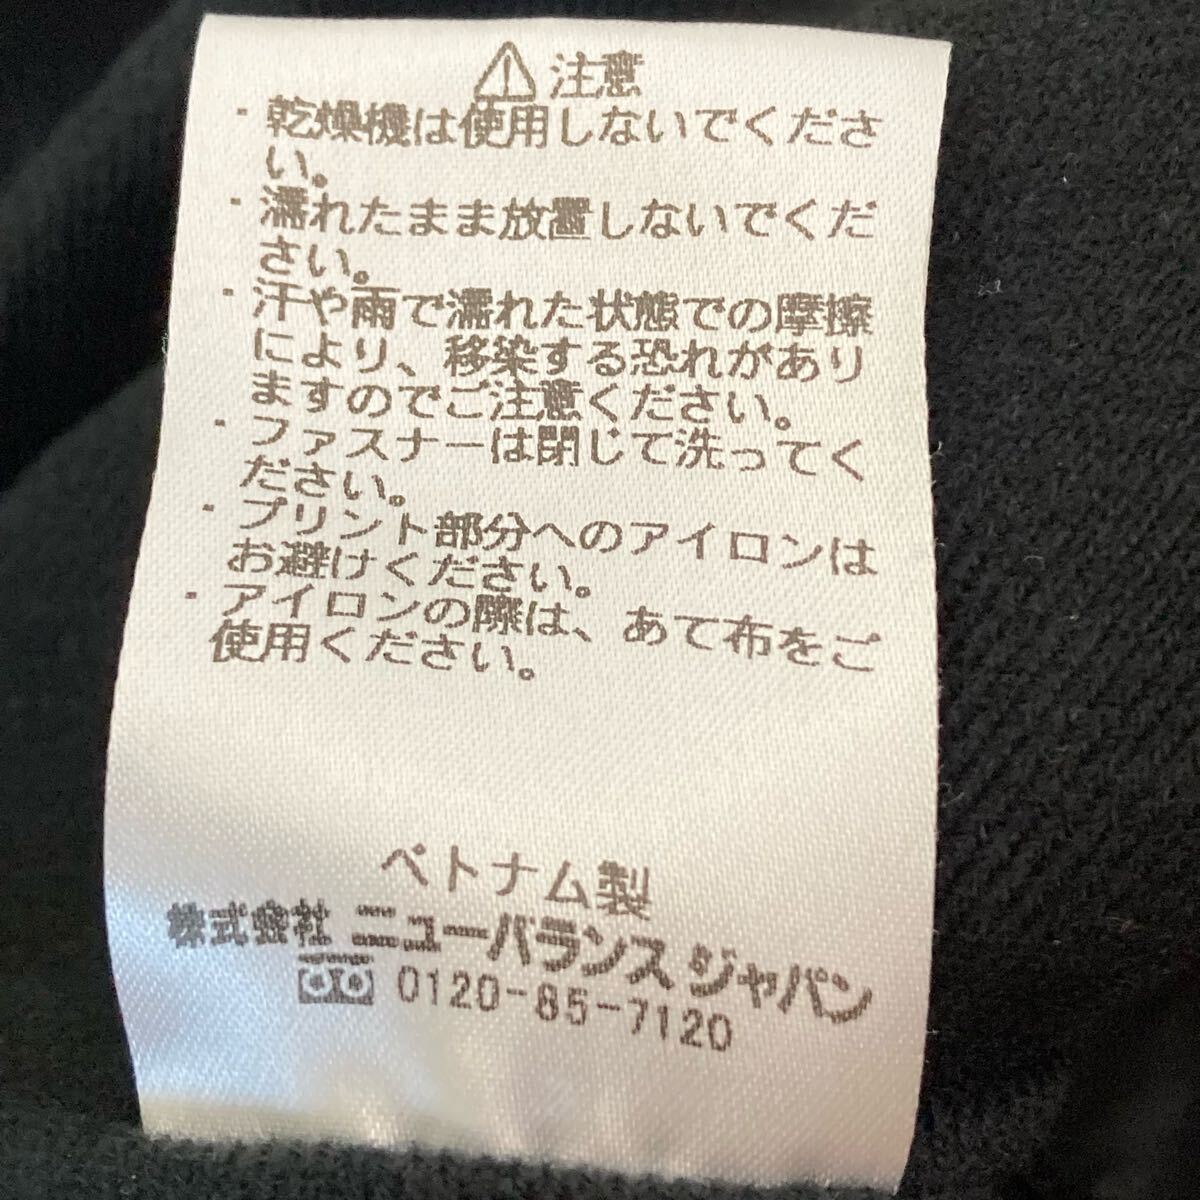 ⚠注意
・乾燥機は使用しないでくださ
い。
・濡れたまま放置しないでくだ
さい。
・汗や雨で濡れた状態での摩擦
により、移染する恐れがあり
ますのでご注意ください。
・ファスナーは閉じて洗ってく
ださい。
・プリント部分へのアイロンは
お避けください。
・アイロンの際は、あて布をご
使用ください。
ベトナム製
株式会社 ニューバランス ジャパン
0120-85-7120